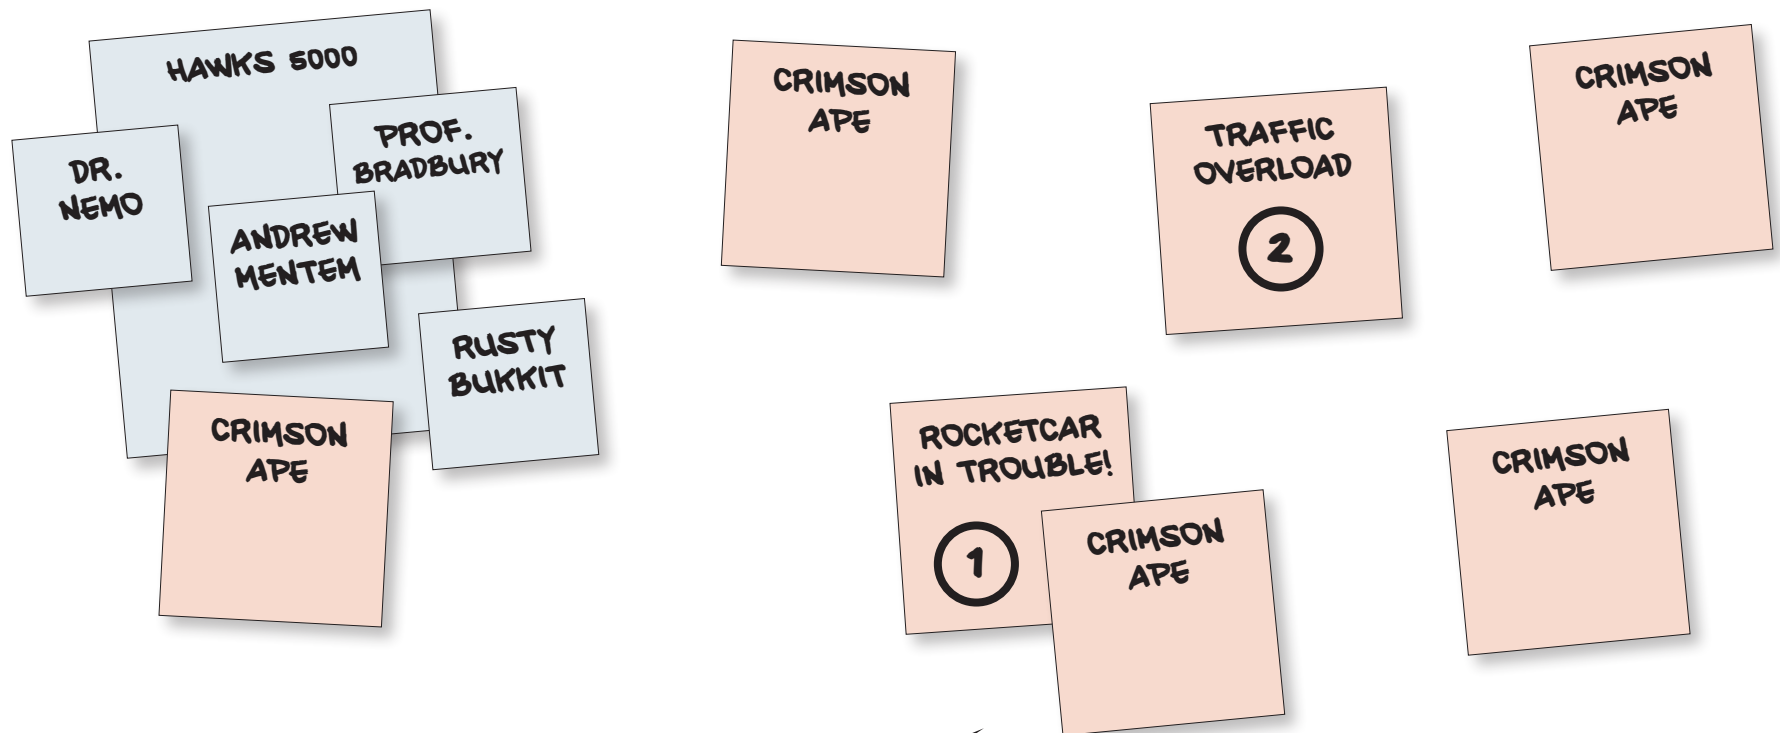 HAWKS 5000
DR.
NEMO
PROF.
BRADBURY
ANDREW
MENTEM
RUSTY
BUKKIT
CRIMSON
APE
CRIMSON
APE
TRAFFIC
OVERLOAD
2
CRIMSON
APE
ROCKETCAR
IN TROUBLE!
1
CRIMSON
APE
CRIMSON
APE